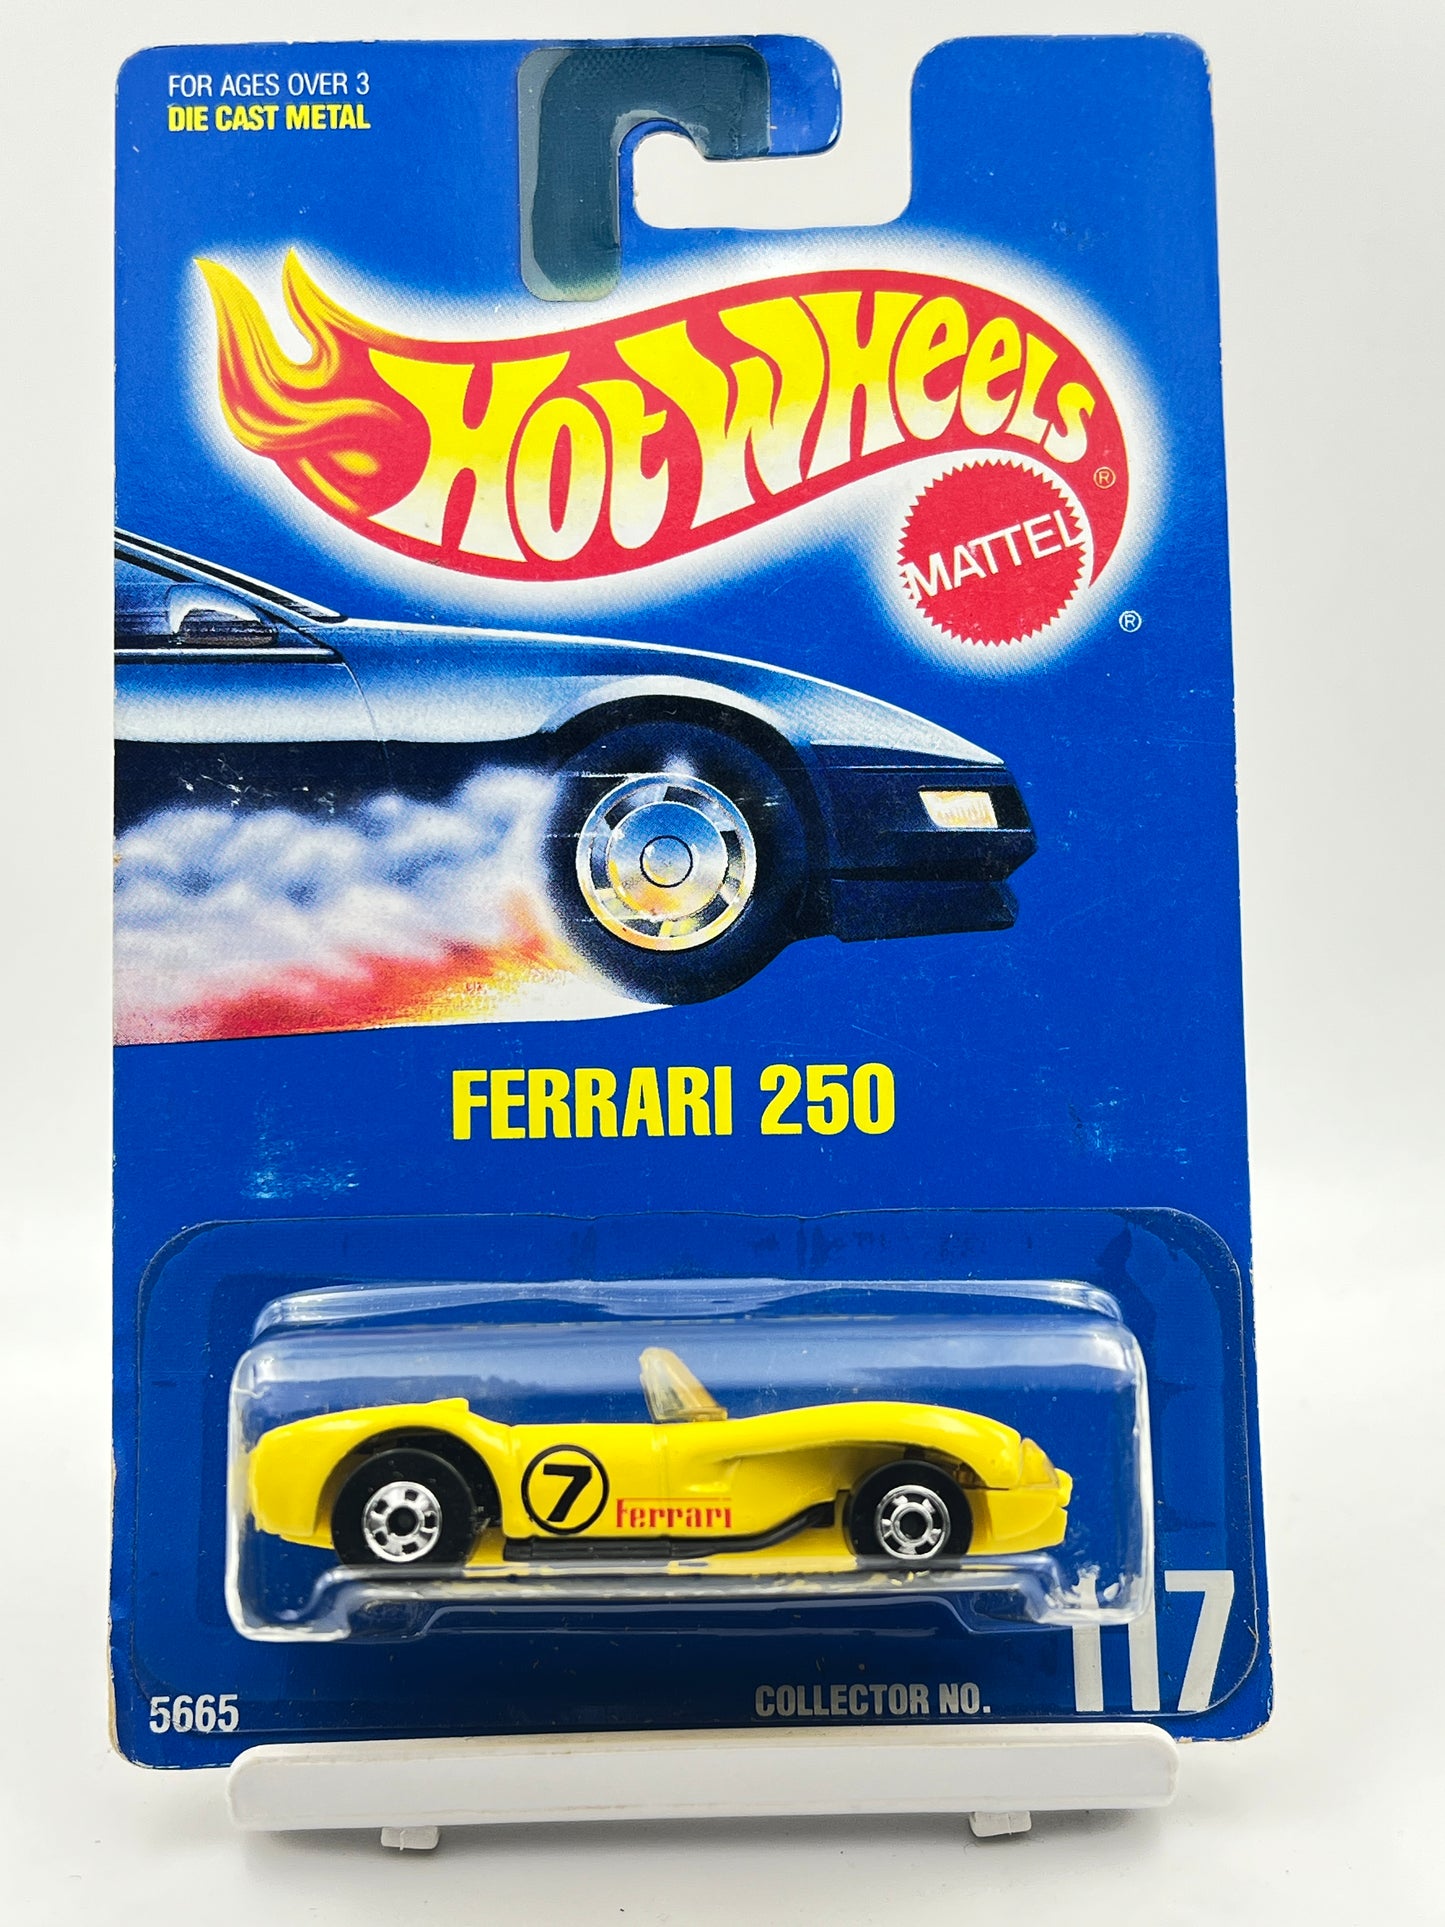 FOR AGES OVER 3
DIE CAST METAL
HOT WHEELS ®
MATTEL
®
FERRARI 250
7 Ferrari
117
5665
COLLECTOR NO.